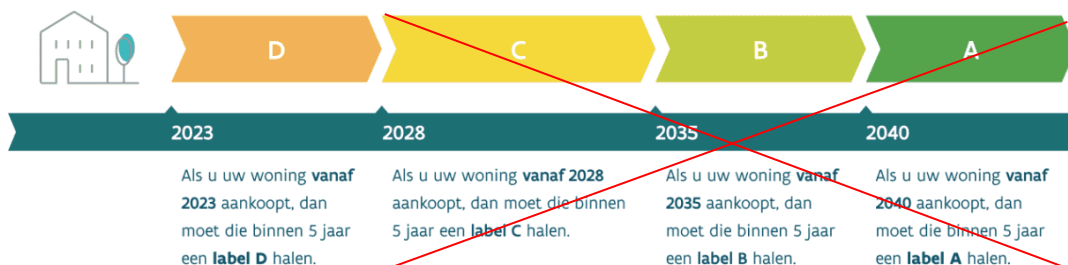 D
C
B
A
2023
2028
2035
2040
Als u uw woning vanaf
2023 aankoopt, dan
moet die binnen 5 jaar
een label D halen.
Als u uw woning vanaf 2028
aankoopt, dan moet die binnen
5 jaar een label C halen.
Als u uw woning vanaf
2035 aankoopt, dan
moet die binnen 5 jaar
een label B halen.
Als u uw woning vanaf
2040 aankoopt, dan
moet die binnen 5 jaar
een label A halen.